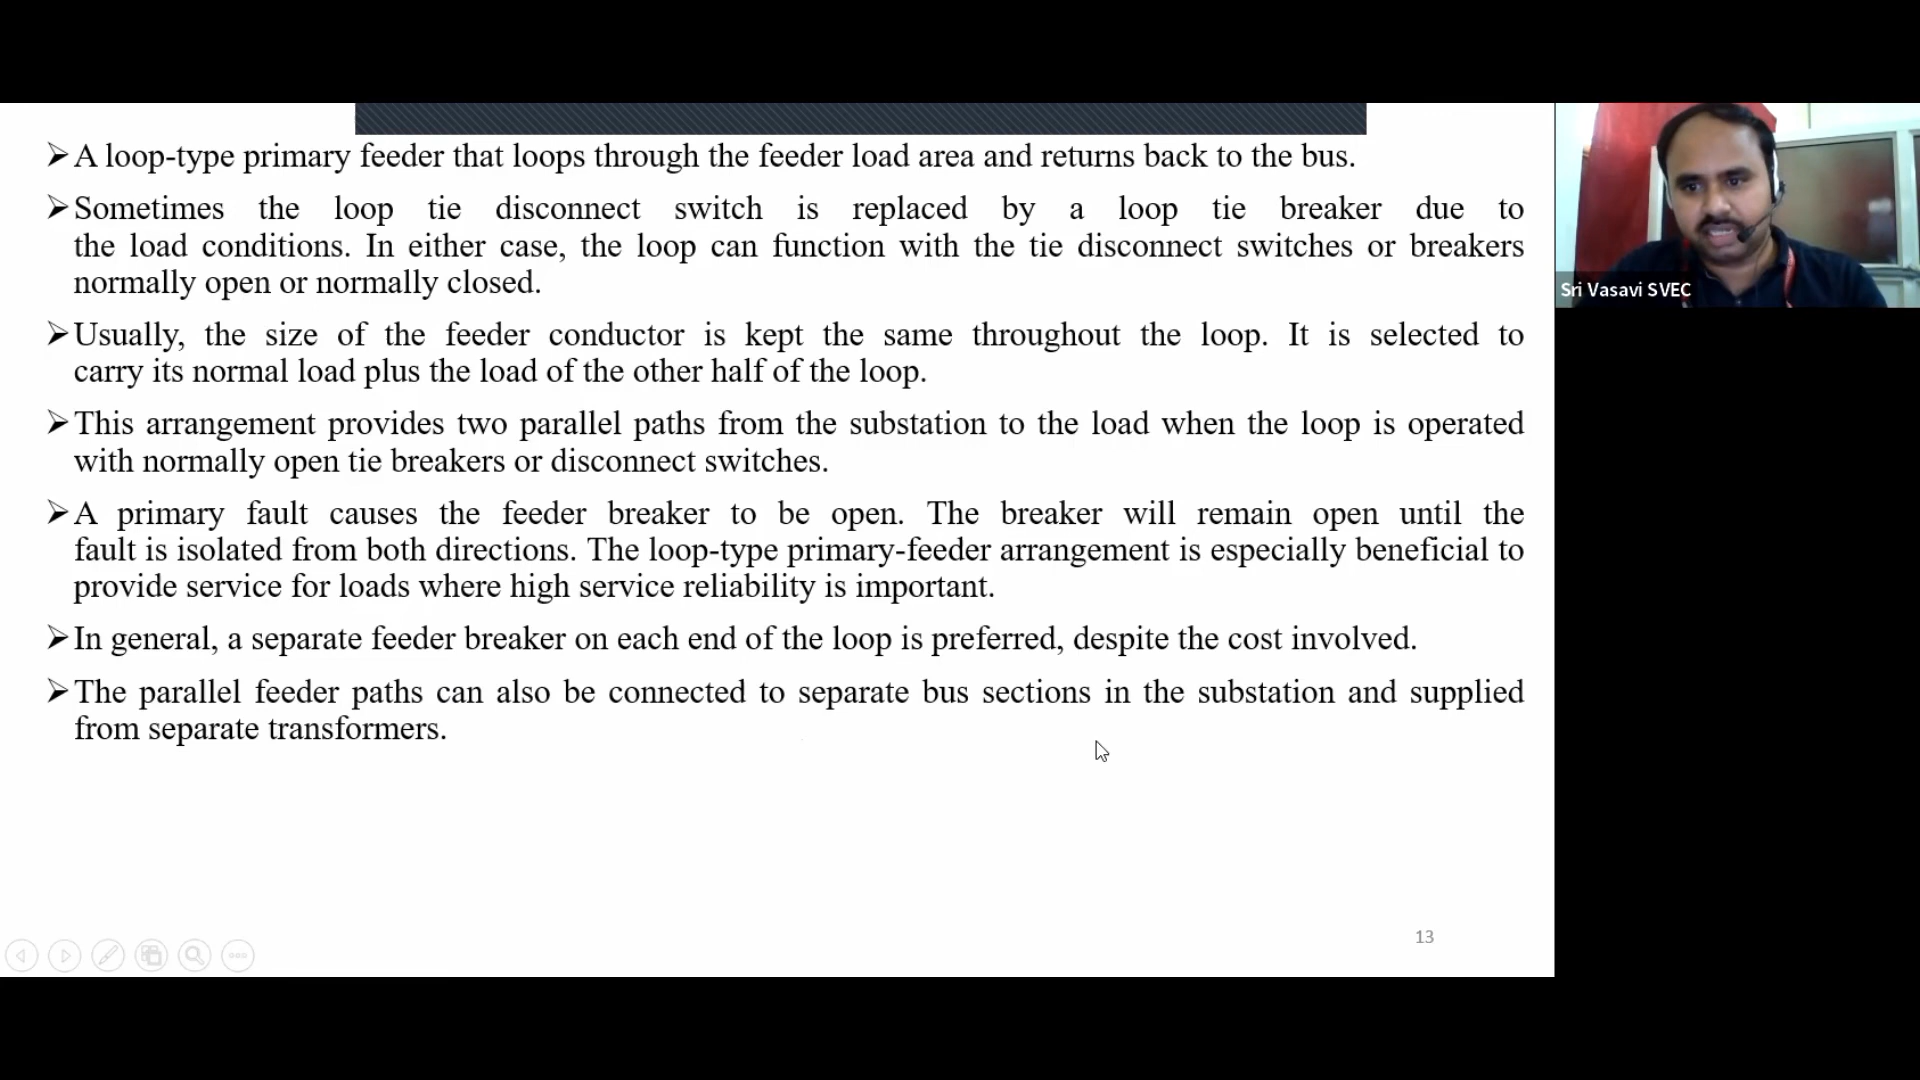 ➢A loop-type primary feeder that loops through the feeder load area and returns back to the bus.
➢Sometimes the loop tie disconnect switch is replaced by a loop tie breaker due to
the load conditions. In either case, the loop can function with the tie disconnect switches or breakers
normally open or normally closed.
➢Usually, the size of the feeder conductor is kept the same throughout the loop. It is selected to
carry its normal load plus the load of the other half of the loop.
➢This arrangement provides two parallel paths from the substation to the load when the loop is operated
with normally open tie breakers or disconnect switches.
➢A primary fault causes the feeder breaker to be open. The breaker will remain open until the
fault is isolated from both directions. The loop-type primary-feeder arrangement is especially beneficial to
provide service for loads where high service reliability is important.
➢In general, a separate feeder breaker on each end of the loop is preferred, despite the cost involved.
➢The parallel feeder paths can also be connected to separate bus sections in the substation and supplied
from separate transformers.
13
Sri Vasavi SVEC